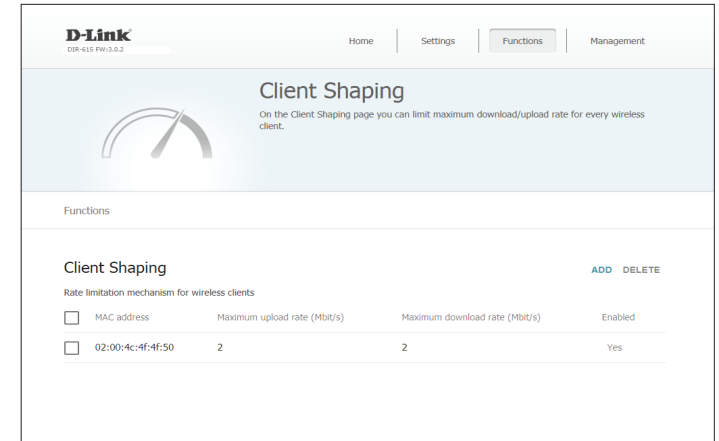 D-Link
DIR-615 FW:3.0.2
Home Settings Functions Management
Client Shaping
On the Client Shaping page you can limit maximum download/upload rate for every wireless
client.
Functions
Client Shaping
ADD DELETE
Rate limitation mechanism for wireless clients
MAC address Maximum upload rate (Mbit/s) Maximum download rate (Mbit/s) Enabled
02:00:4c:4f:4f:50 2 2 Yes